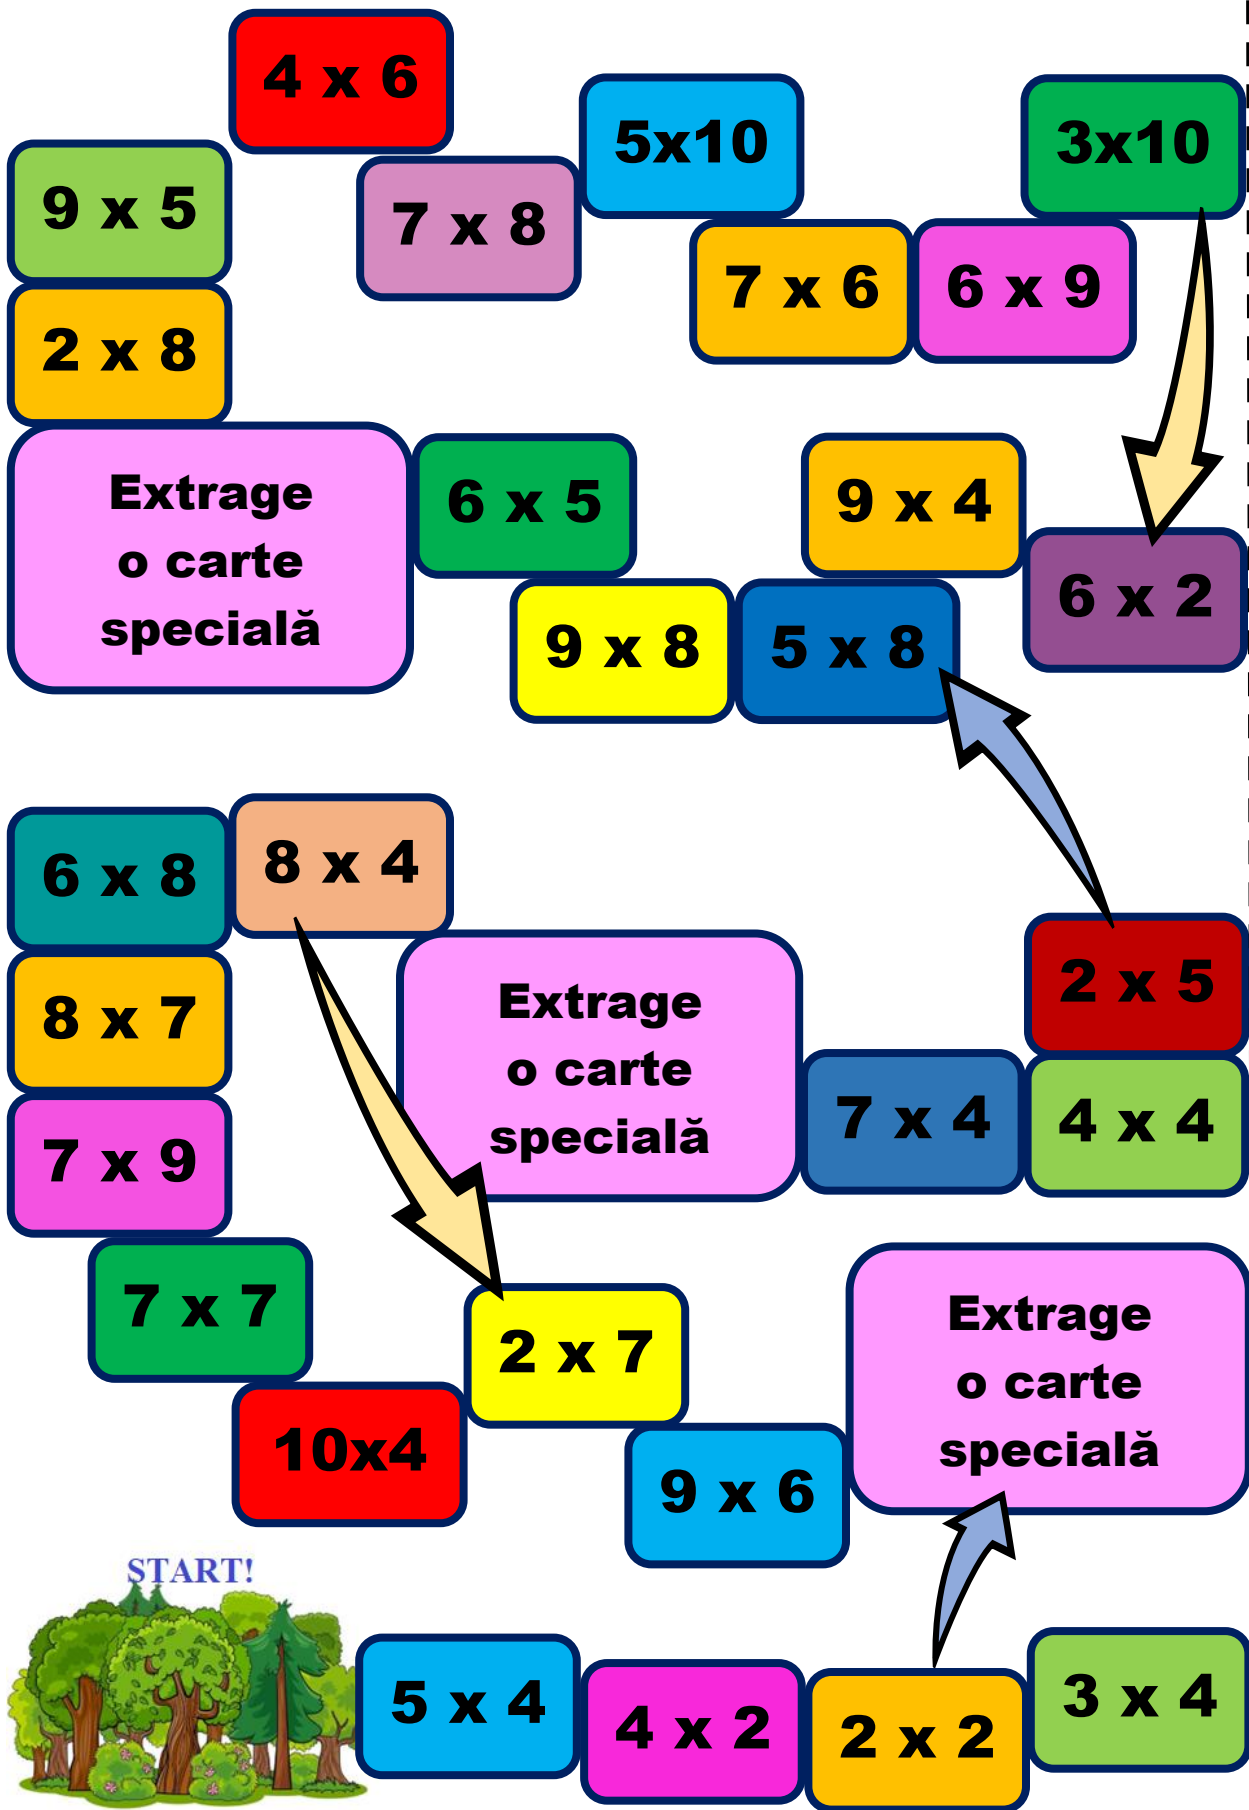 4 x 6
5x10
3x10
9 x 5
7 x 8
7 x 6
6 x 9
2 x 8
Extrage
o carte
specială
6 x 5
9 x 4
6 x 2
9 x 8
5 x 8
6 x 8
8 x 4
2 x 5
8 x 7
Extrage
o carte
specială
7 x 4
4 x 4
7 x 9
7 x 7
2 x 7
Extrage
o carte
specială
10x4
9 x 6
START!
5 x 4
4 x 2
2 x 2
3 x 4